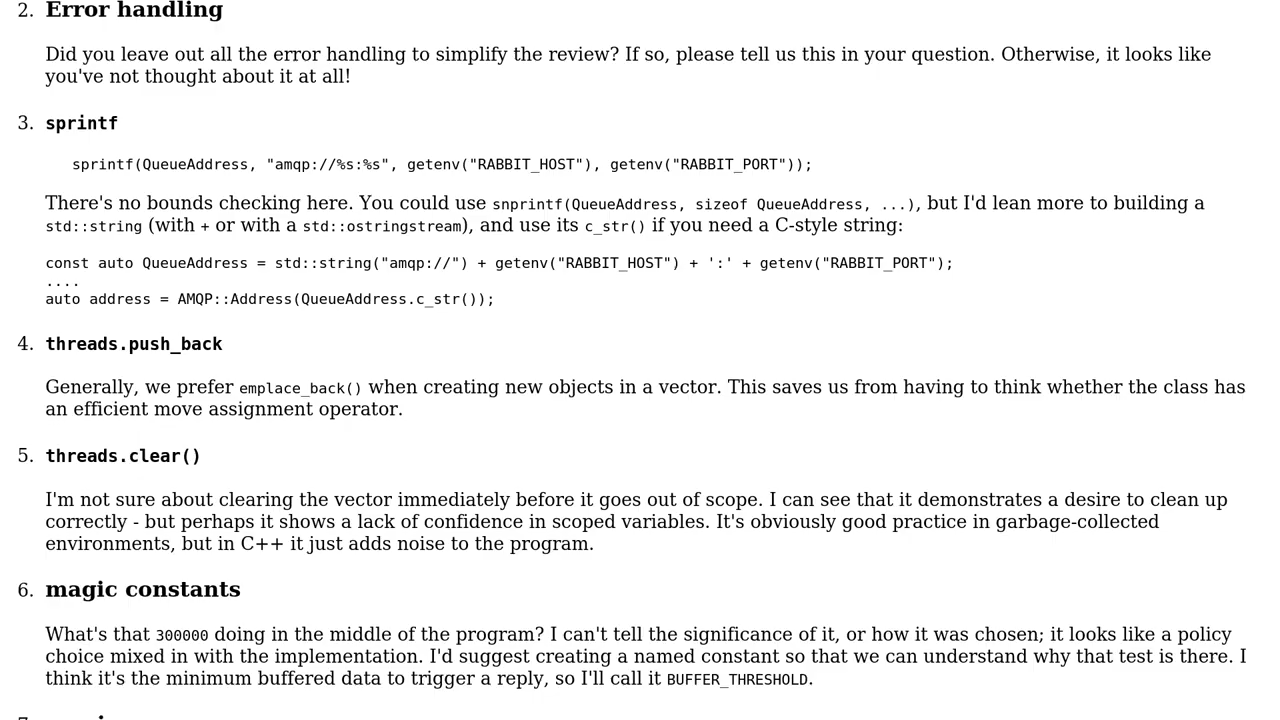 2. Error handling
Did you leave out all the error handling to simplify the review? If so, please tell us this in your question. Otherwise, it looks like
you've not thought about it at all!
3. sprintf
sprintf(QueueAddress, "amqp://%s:%s", getenv("RABBIT_HOST"), getenv("RABBIT_PORT"));
There's no bounds checking here. You could use snprintf(QueueAddress, sizeof QueueAddress, ...), but I'd lean more to building a
std::string (with + or with a std::ostringstream), and use its c_str() if you need a C-style string:
const auto QueueAddress = std::string("amqp://") + getenv("RABBIT_HOST") + ':' + getenv("RABBIT_PORT");
....
auto address = AMQP::Address(QueueAddress.c_str());
4. threads.push_back
Generally, we prefer emplace_back() when creating new objects in a vector. This saves us from having to think whether the class has
an efficient move assignment operator.
5. threads.clear()
I'm not sure about clearing the vector immediately before it goes out of scope. I can see that it demonstrates a desire to clean up
correctly - but perhaps it shows a lack of confidence in scoped variables. It's obviously good practice in garbage-collected
environments, but in C++ it just adds noise to the program.
6. magic constants
What's that 300000 doing in the middle of the program? I can't tell the significance of it, or how it was chosen; it looks like a policy
choice mixed in with the implementation. I'd suggest creating a named constant so that we can understand why that test is there. I
think it's the minimum buffered data to trigger a reply, so I'll call it BUFFER_THRESHOLD.